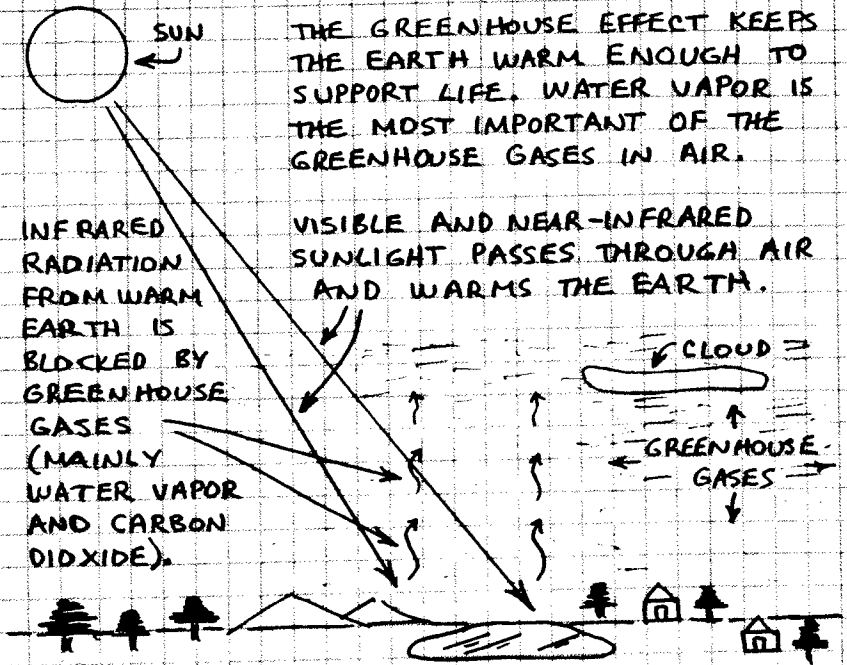 SUN
THE GREENHOUSE EFFECT KEEPS
THE EARTH WARM ENOUGH TO
SUPPORT LIFE. WATER VAPOR IS
THE MOST IMPORTANT OF THE
GREENHOUSE GASES IN AIR.
VISIBLE AND NEAR-INFRARED
SUNLIGHT PASSES THROUGH AIR
AND WARMS THE EARTH.
INFRARED
RADIATION
FROM WARM
EARTH IS
BLOCKED BY
GREENHOUSE
GASES
(MAINLY
WATER VAPOR
AND CARBON
DIOXIDE).
CLOUD
GREENHOUSE
GASES